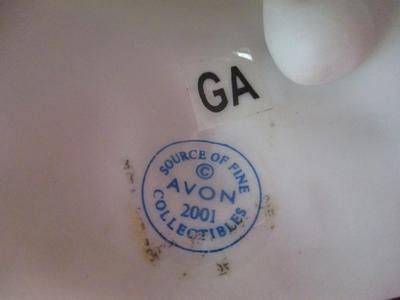 GA
SOURCE OF FINE
©
AVON
2001
COLLECTIBLES